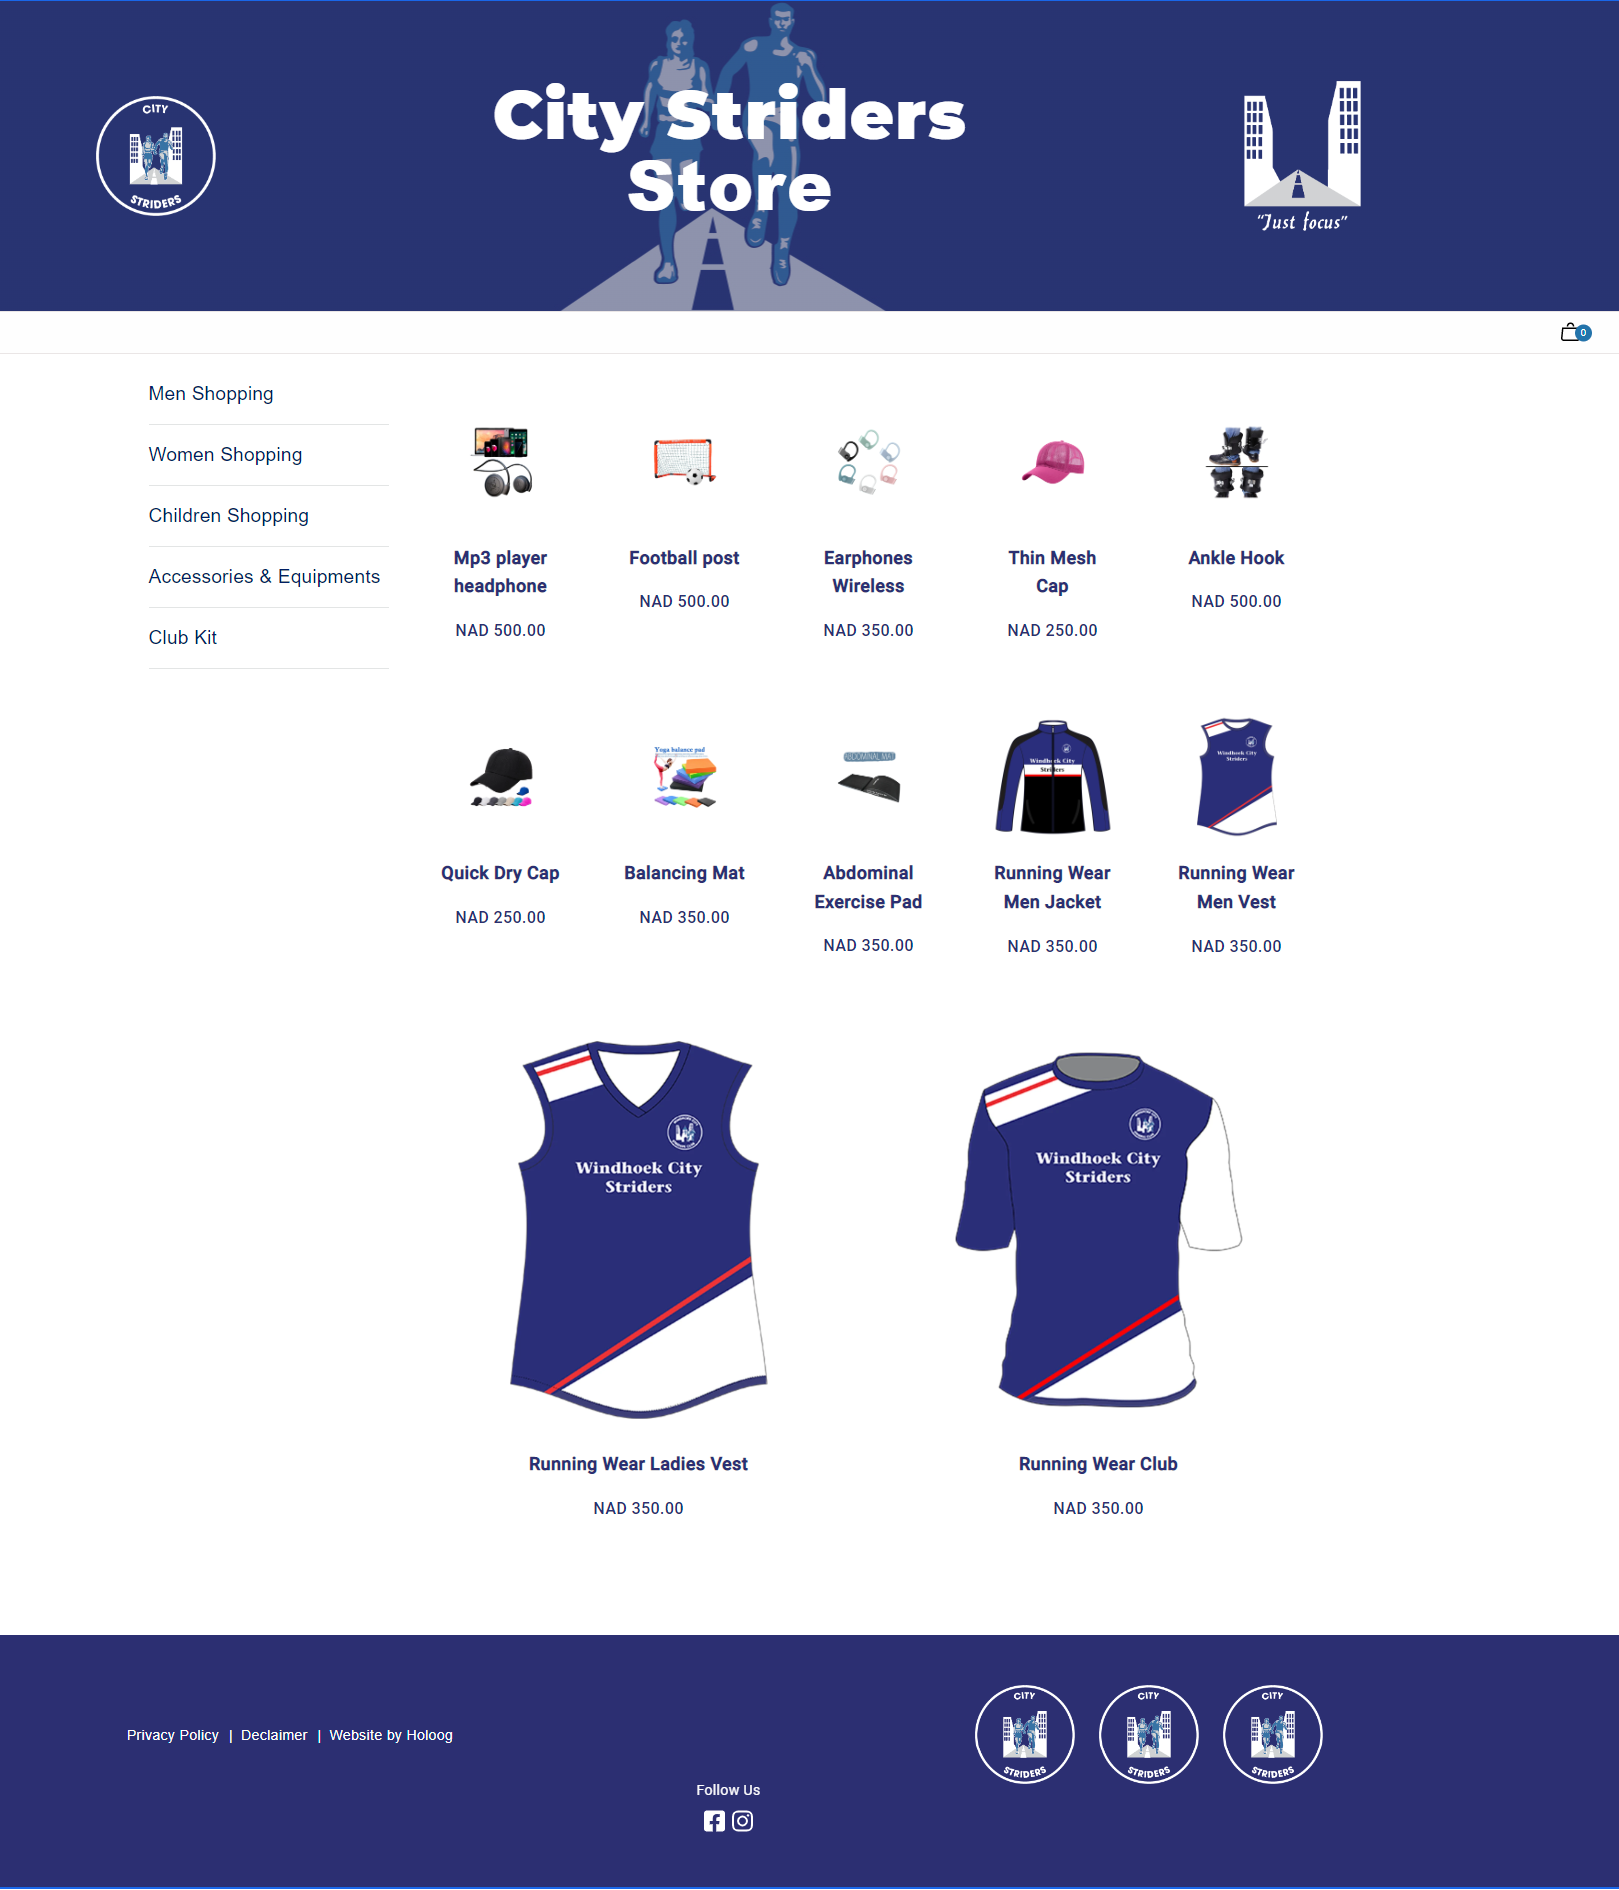 CITY
STRIDERS
City Striders
Store
"Just focus"
0
Men Shopping
Women Shopping
Children Shopping
Accessories & Equipments
Club Kit
Mp3 player
headphone
NAD 500.00
Football post
NAD 500.00
Earphones
Wireless
NAD 350.00
Thin Mesh
Cap
NAD 250.00
Ankle Hook
NAD 500.00
Quick Dry Cap
NAD 250.00
Yoga balance pad
Balancing Mat
NAD 350.00
ABDOMINAL MAT
Abdominal
Exercise Pad
NAD 350.00
Windhoek City
Striders
Running Wear
Men Jacket
NAD 350.00
Windhoek City
Striders
Running Wear
Men Vest
NAD 350.00
Windhoek City
Striders
Running Wear Ladies Vest
NAD 350.00
Windhoek City
Striders
Running Wear Club
NAD 350.00
Privacy Policy | Declaimer | Website by Holoog
Follow Us
CITY
STRIDERS
CITY
STRIDERS
CITY
STRIDERS